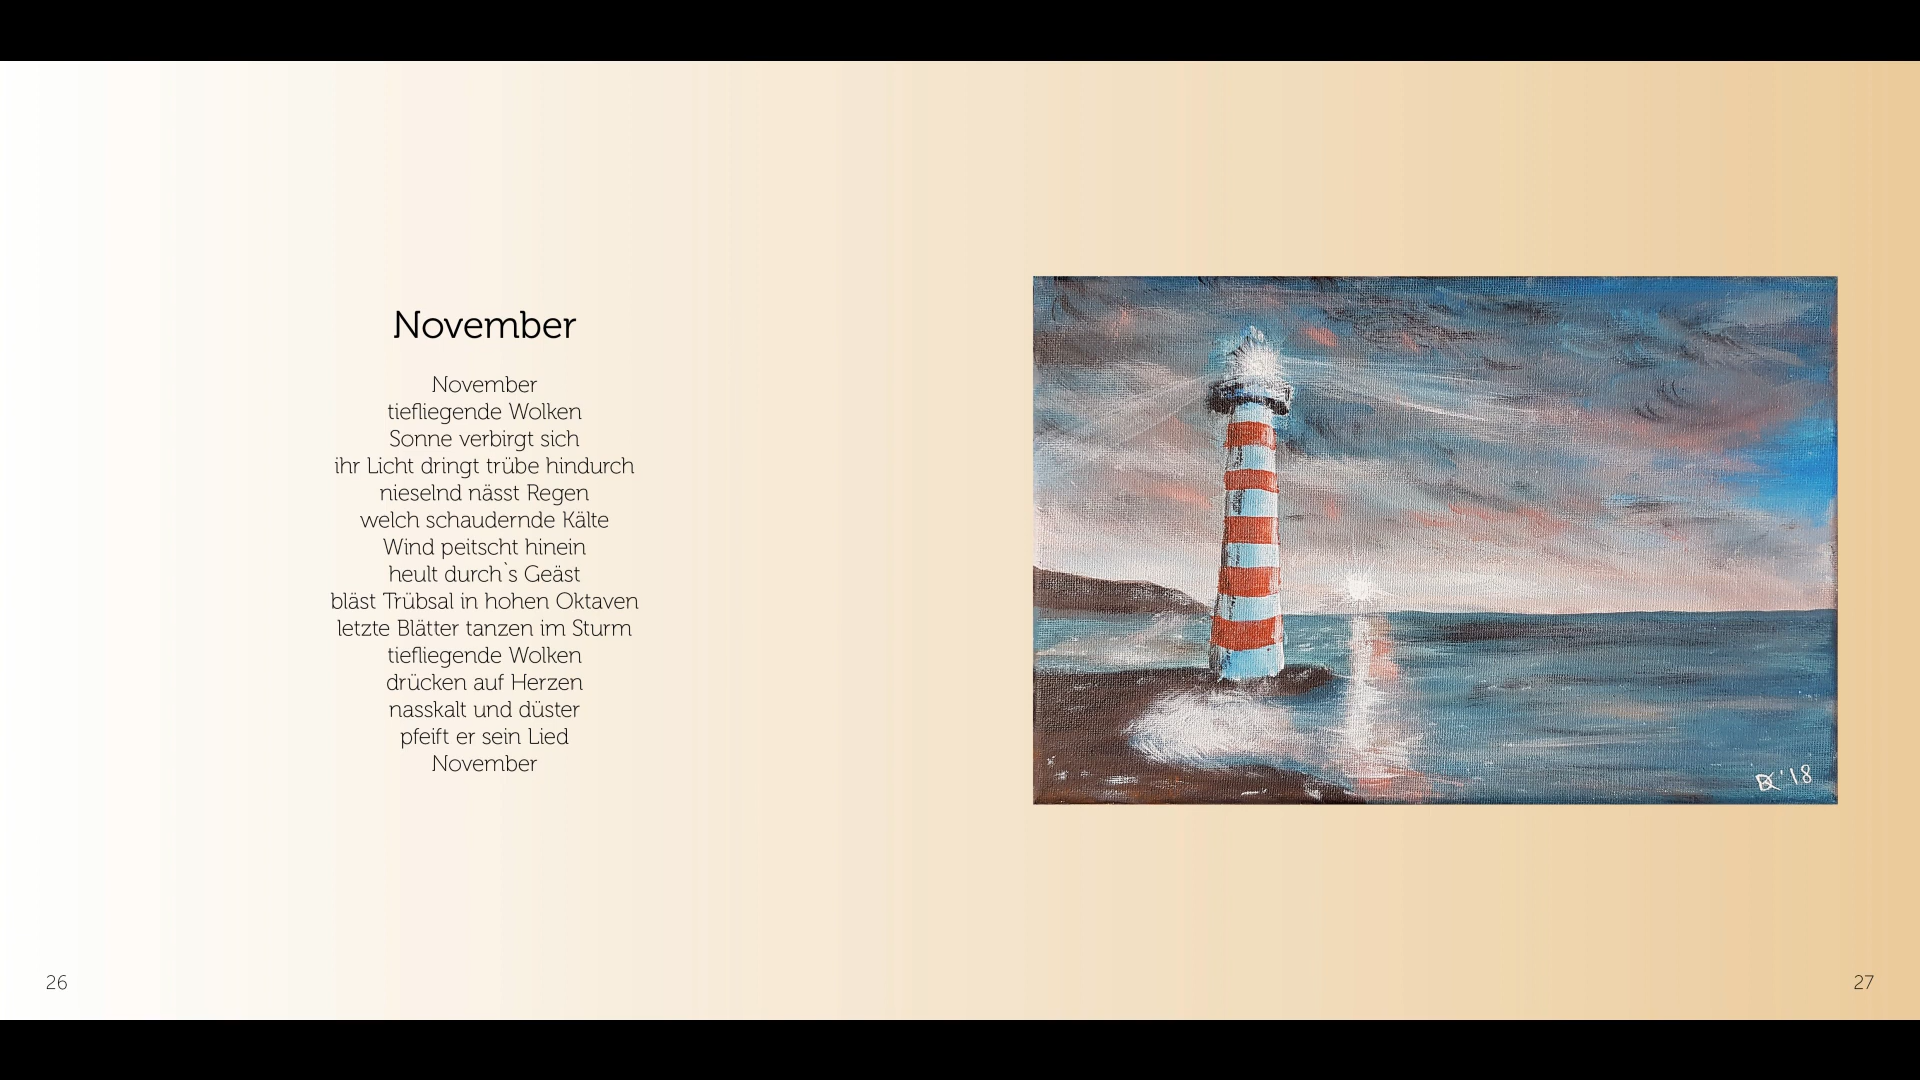 November
November
tiefliegende Wolken
Sonne verbirgt sich
ihr Licht dringt trübe hindurch
nieselnd nässt Regen
welch schaudernde Kälte
Wind peitscht hinein
heult durch`s Geäst
bläst Trübsal in hohen Oktaven
letzte Blätter tanzen im Sturm
tiefliegende Wolken
drücken auf Herzen
nasskalt und düster
pfeift er sein Lied
November
'18
26
27